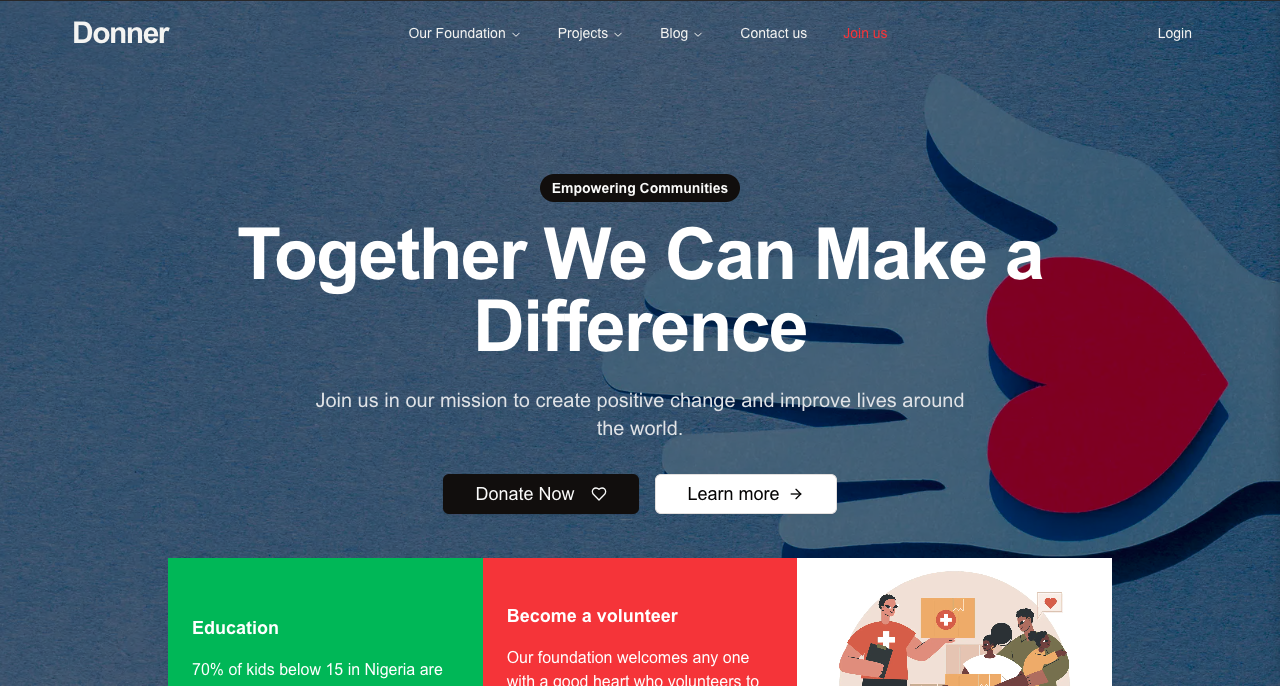 Donner
Our Foundation
Projects
Blog
Contact us
Join us
Login
Empowering Communities
Together We Can Make a
Difference
Join us in our mission to create positive change and improve lives around
the world.
Donate Now
Learn more
Education
70% of kids below 15 in Nigeria are
Become a volunteer
Our foundation welcomes any one
with a good heart who volunteers to